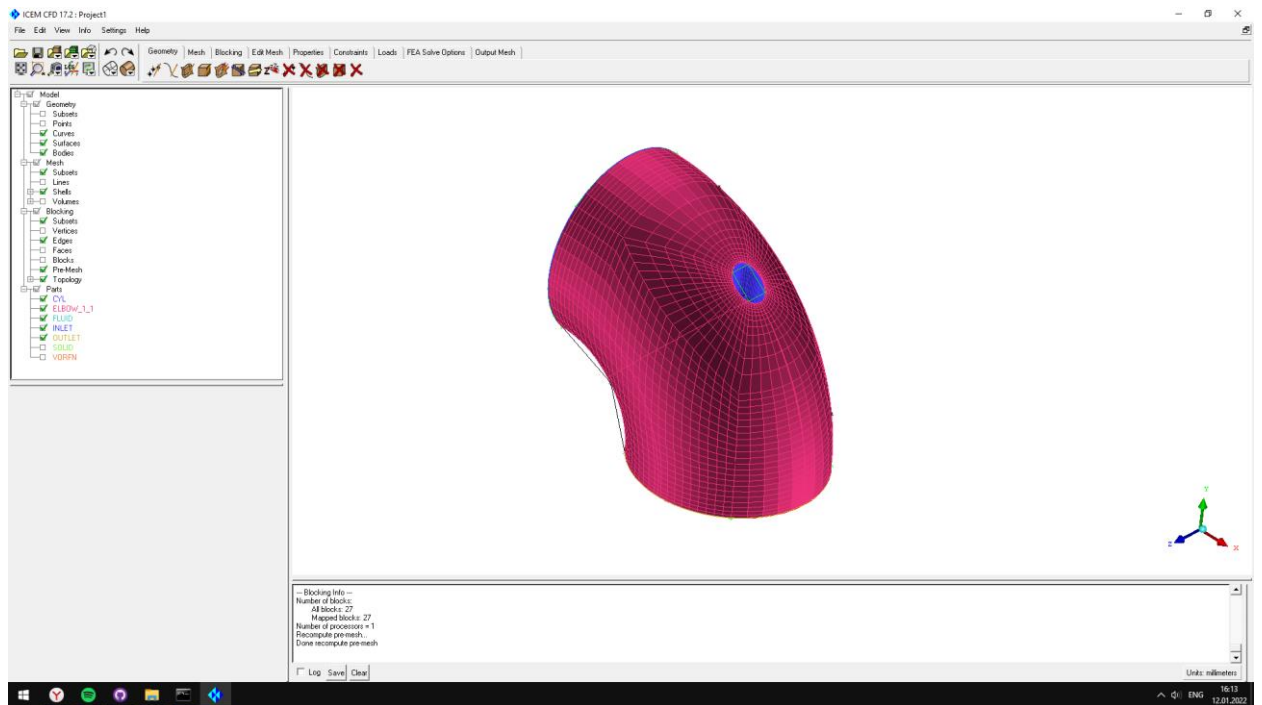 ICEM CFD 17.2 : Project1
File Edit View Info Settings Help
Geometry Mesh Blocking Edit Mesh Properties Constraints Loads FEA Solve Options Output Mesh
Model
Geometry
Subsets
Points
Curves
Surfaces
Bodies
Mesh
Subsets
Lines
Shells
Volumes
Blocking
Subsets
Vertices
Edges
Faces
Blocks
Pre-Mesh
Topology
Parts
CYL
ELBOW_1_1
FLUID
INLET
OUTLET
SOLID
VORFN
Y
Z
X
--- Blocking Info ---
Number of blocks:
All blocks: 27
Mapped blocks: 27
Number of processors = 1
Recompute pre-mesh...
Done recompute pre-mesh
Log Save Clear
Units: millimeters
ENG
16:13
12.01.2022